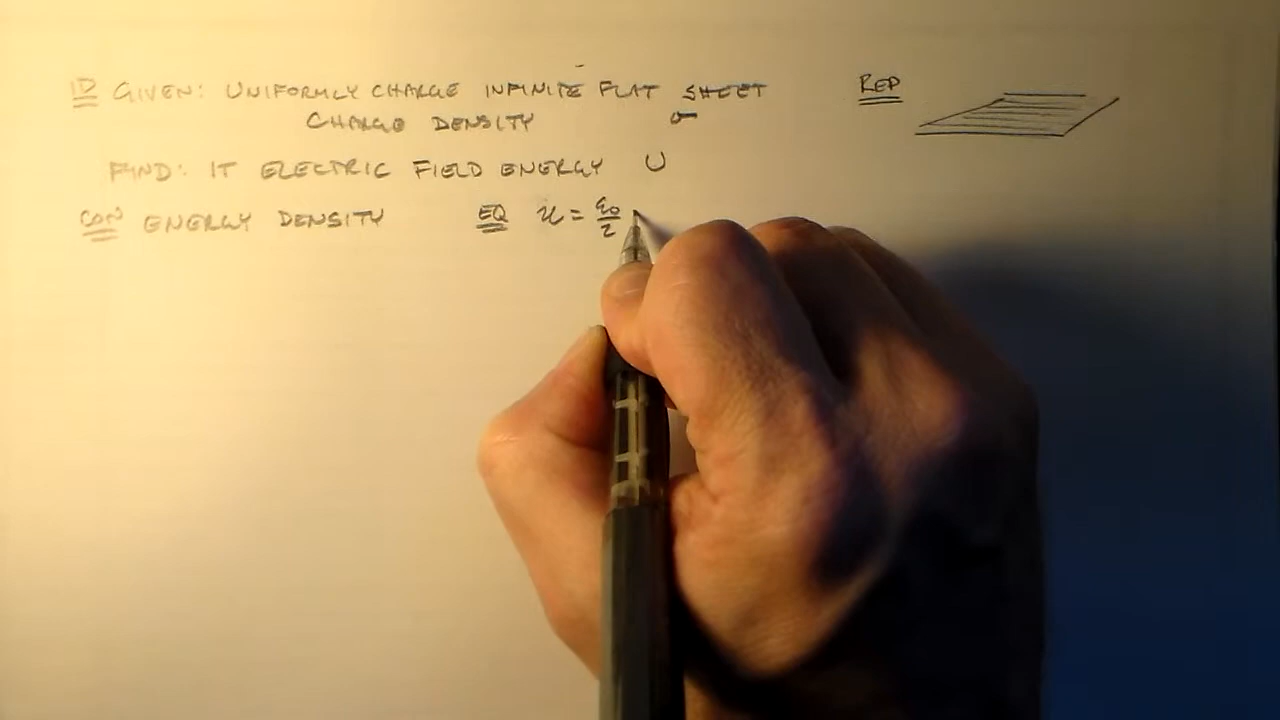 ID GIVEN: UNIFORMLY CHARGE INFINITE FLAT SHEET REP
CHARGE DENSITY σ
FIND: IT ELECTRIC FIELD ENERGY U
CON ENERGY DENSITY EQ u = ε0/2